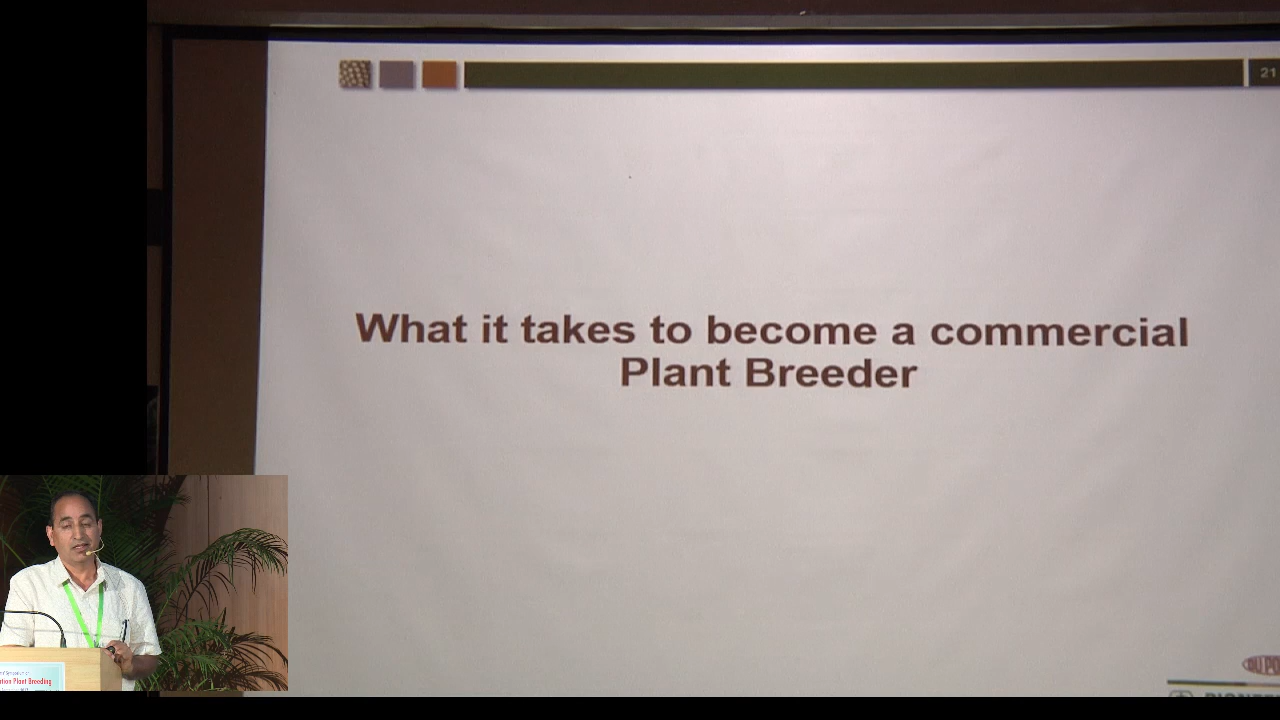 21
What it takes to become a commercial
Plant Breeder
Plant Breeding